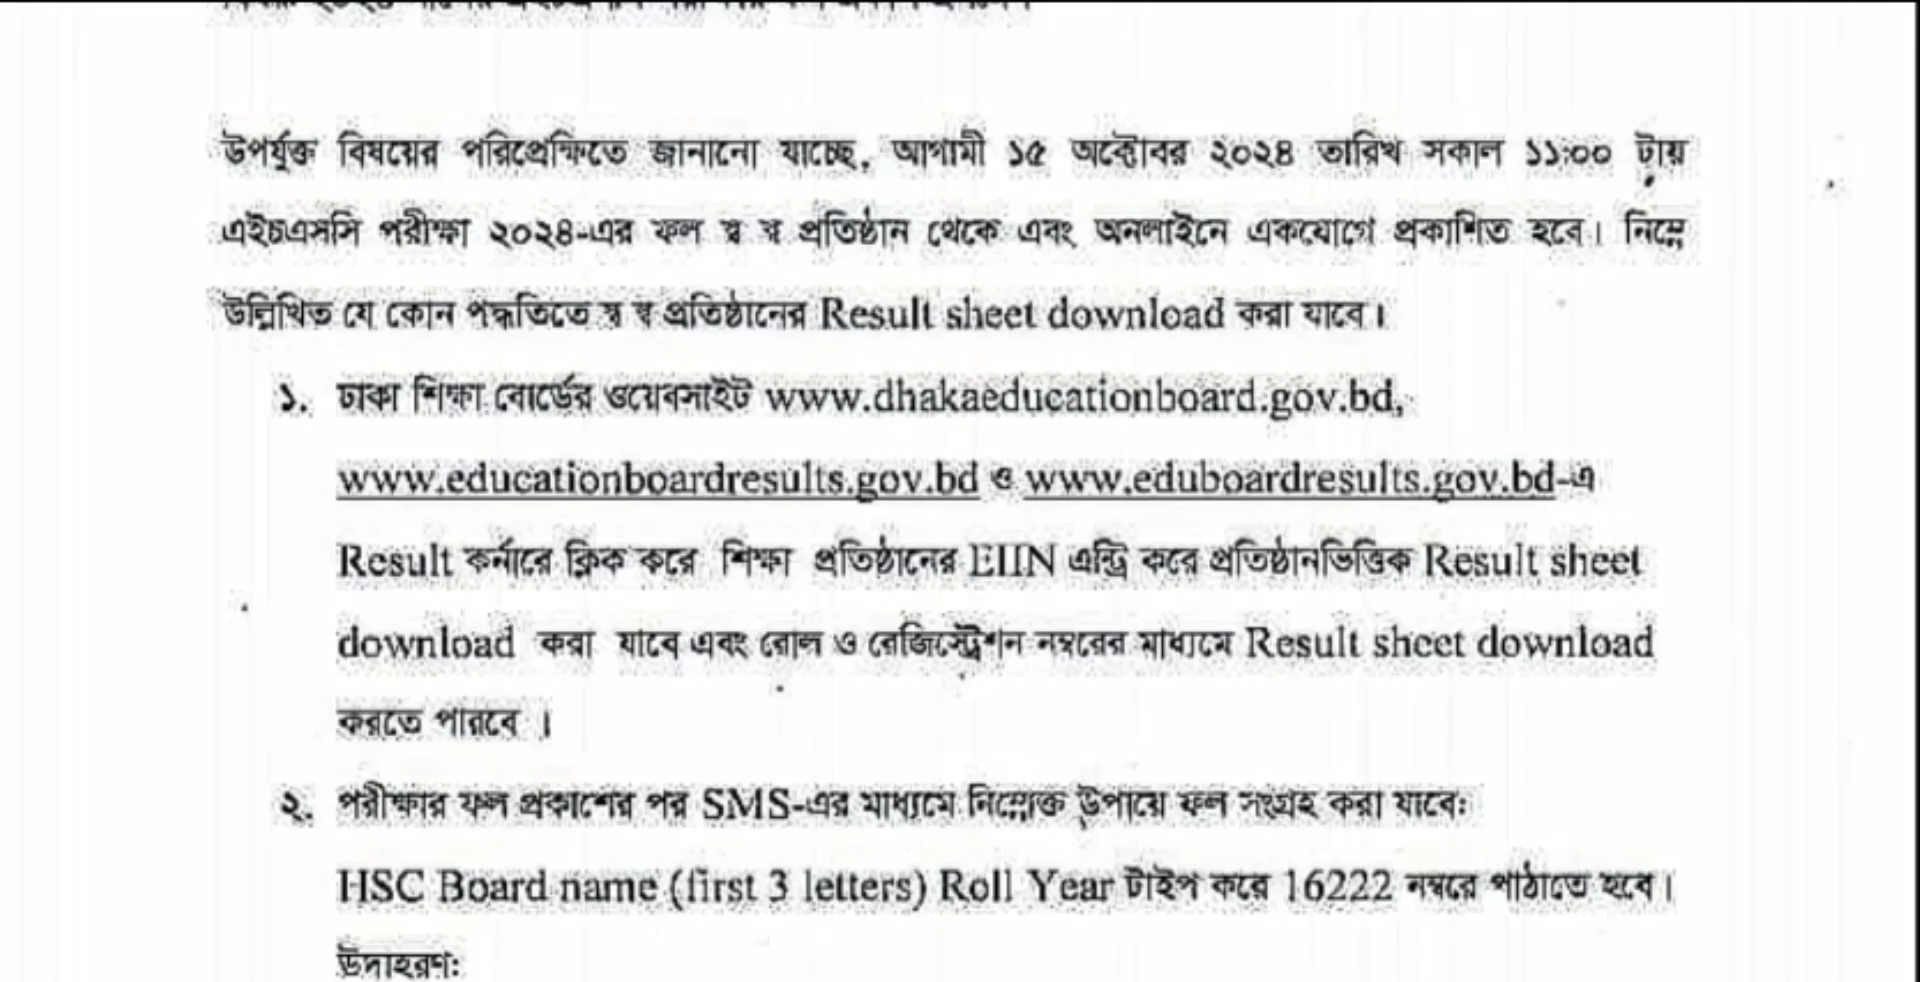 উপর্যুক্ত বিষয়ের পরিপ্রেক্ষিতে জানানো যাচ্ছে, আগামী ১৫ অক্টোবর ২০২৪ তারিখ সকাল ১১:০০ টায়
এইচএসসি পরীক্ষা ২০২৪-এর ফল স্ব স্ব প্রতিষ্ঠান থেকে এবং অনলাইনে একযোগে প্রকাশিত হবে। নিম্নে
উল্লিখিত যে কোন পদ্ধতিতে স্ব স্ব প্রতিষ্ঠানের Result sheet download করা যাবে।
১. ঢাকা শিক্ষা বোর্ডের ওয়েবসাইট www.dhakaeducationboard.gov.bd,
www.educationboardresults.gov.bd ও www.eduboardresults.gov.bd-এ
Result কর্নারে ক্লিক করে শিক্ষা প্রতিষ্ঠানের EIIN এন্ট্রি করে প্রতিষ্ঠানভিত্তিক Result sheet
download করা যাবে এবং রোল ও রেজিস্ট্রেশন নম্বরের মাধ্যমে Result sheet download
করতে পারবে ।
২. পরীক্ষার ফল প্রকাশের পর SMS-এর মাধ্যমে নিম্নোক্ত উপায়ে ফল সংগ্রহ করা যাবেঃ
HSC Board name (first 3 letters) Roll Year টাইপ করে 16222 নম্বরে পাঠাতে হবে।
উদাহরণঃ